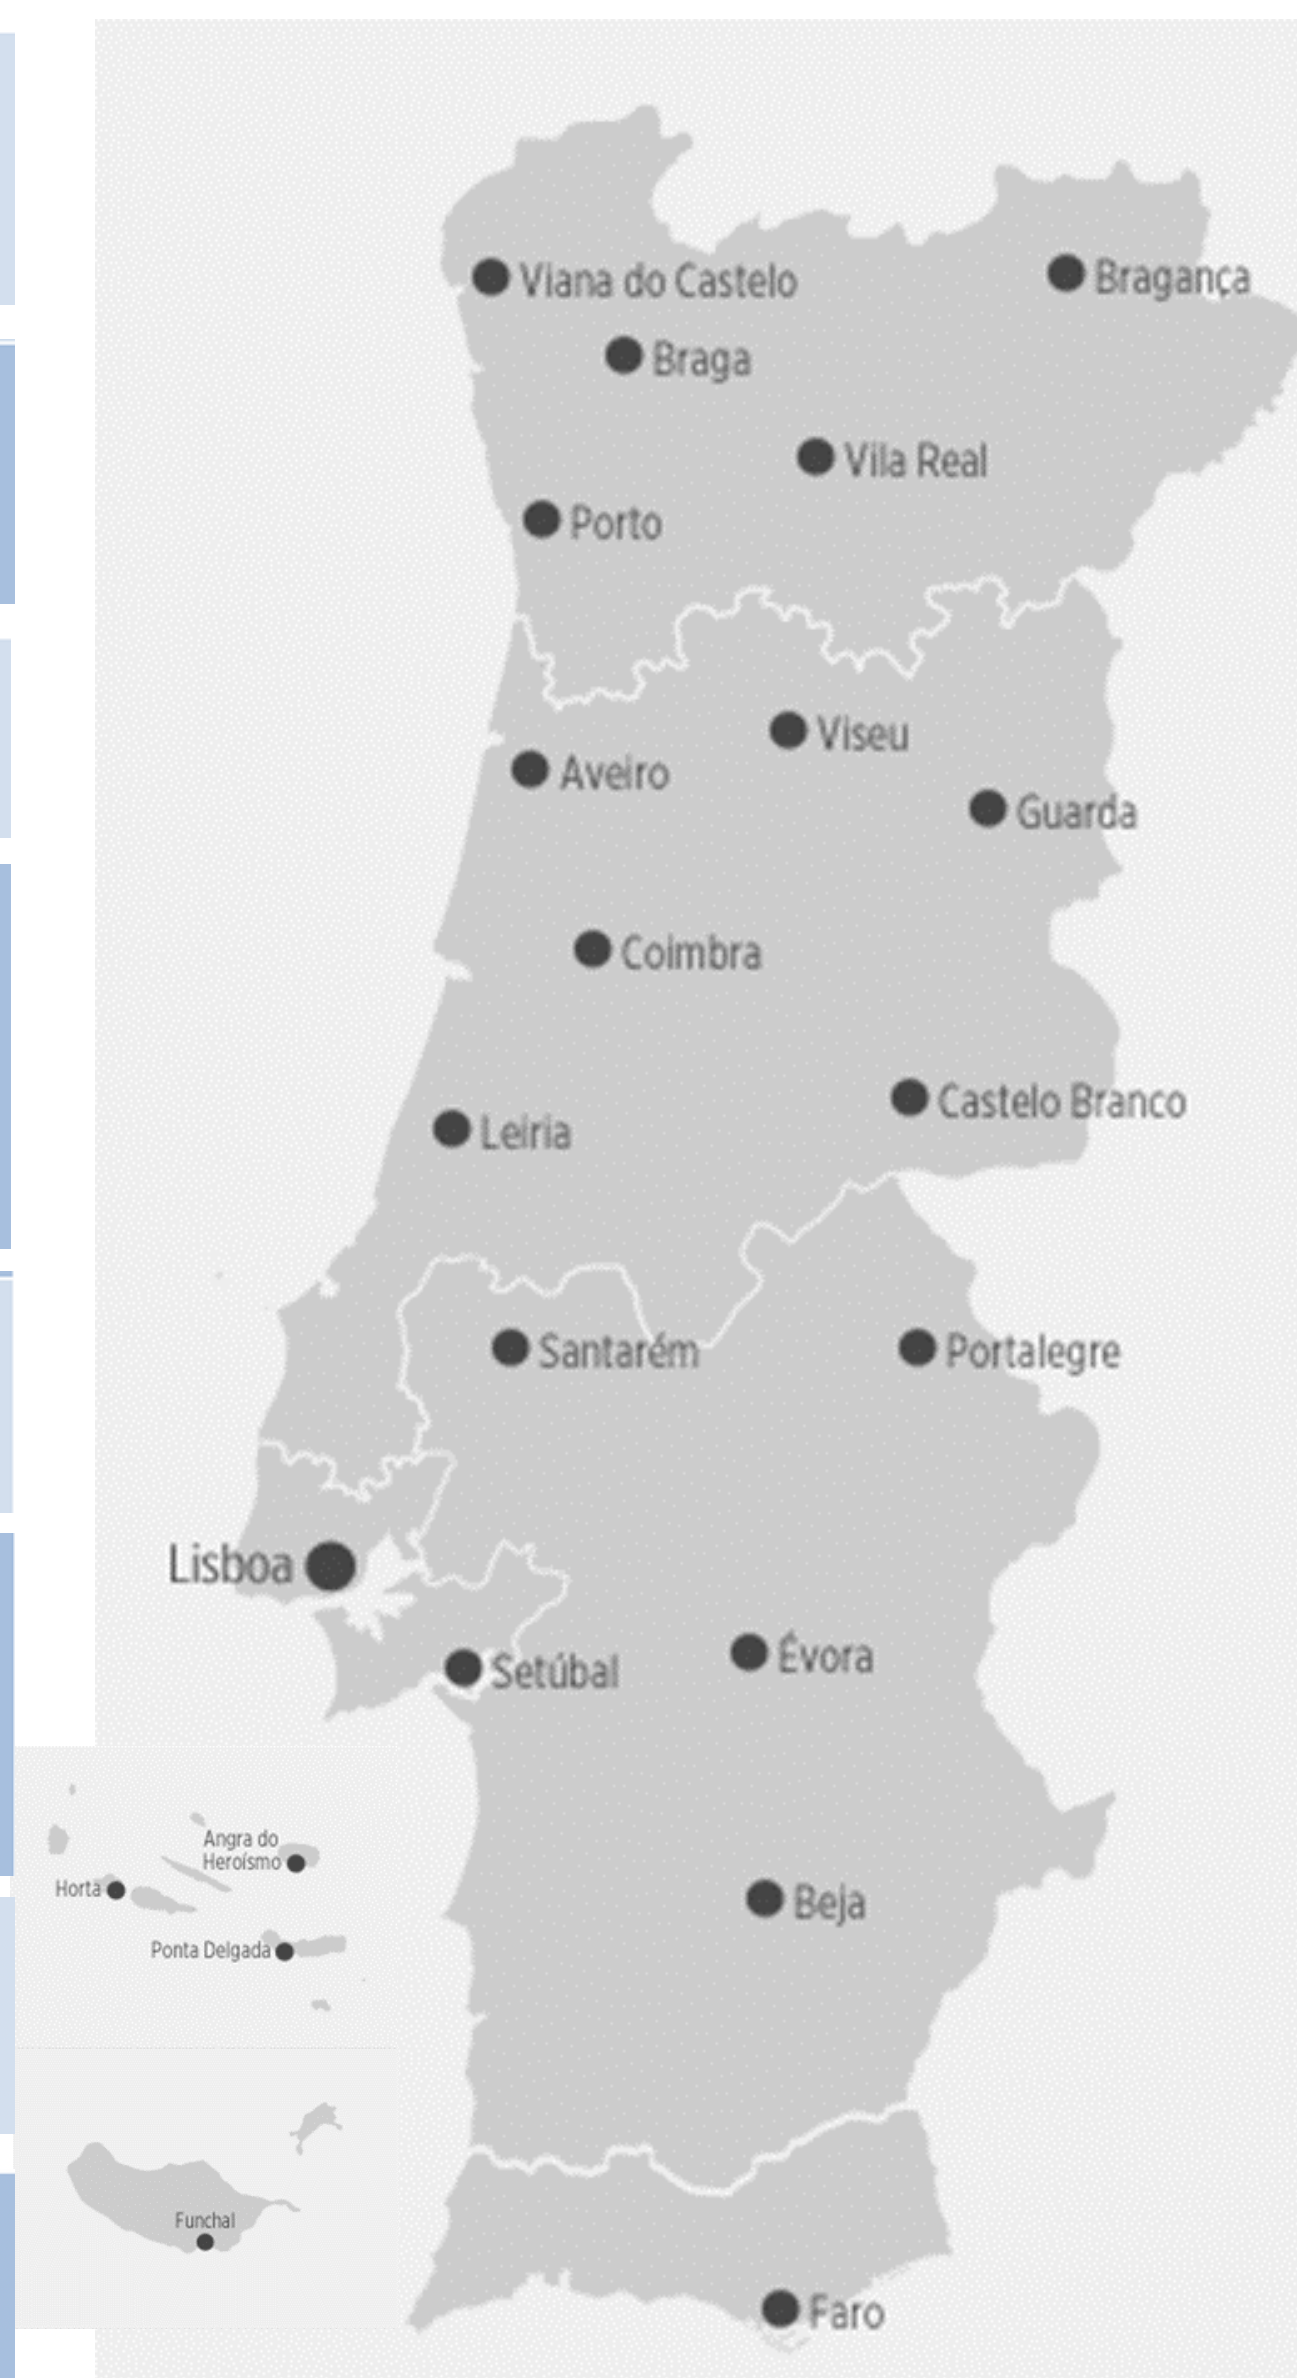 Viana do Castelo
Bragança
Braga
Vila Real
Porto
Viseu
Aveiro
Guarda
Coimbra
Castelo Branco
Leiria
Santarém
Portalegre
Lisboa
Évora
Setúbal
Angra do
Heroísmo
Horta
Beja
Ponta Delgada
Funchal
Faro